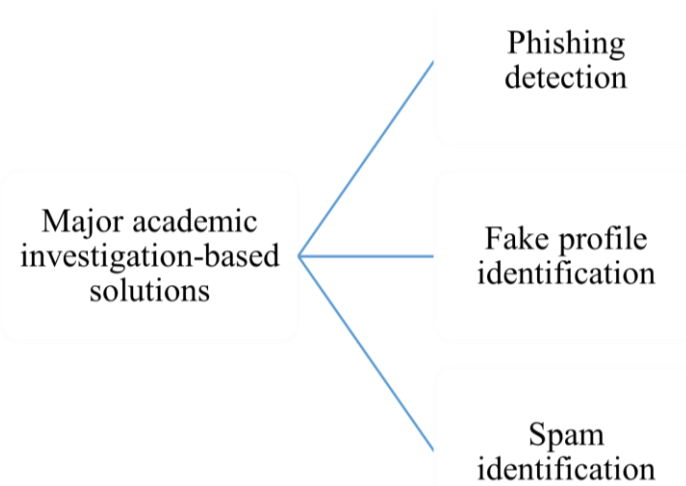 Phishing
detection
Major academic
investigation-based
solutions
Fake profile
identification
Spam
identification